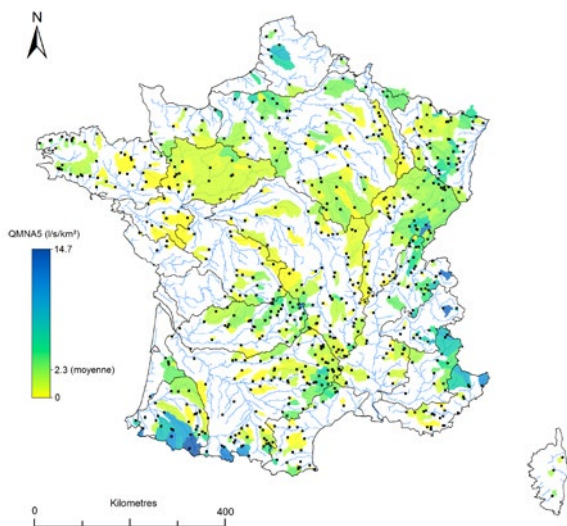 N
QMNA5 (l/s/km²)
14.7
2.3 (moyenne)
0
Kilometres
0 400